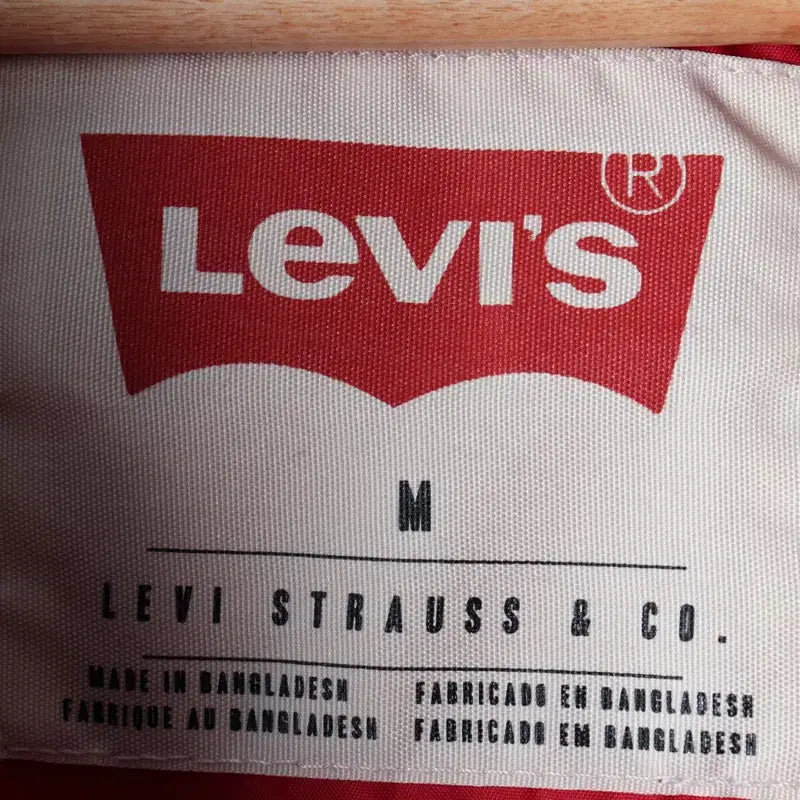 Levi's ®
M
LEVI STRAUSS & CO.
MADE IN BANGLADESH FABRICADO EN BANGLADESH
FABRIQUE AU BANGLADESH FABRICADO EM BANGLADESH